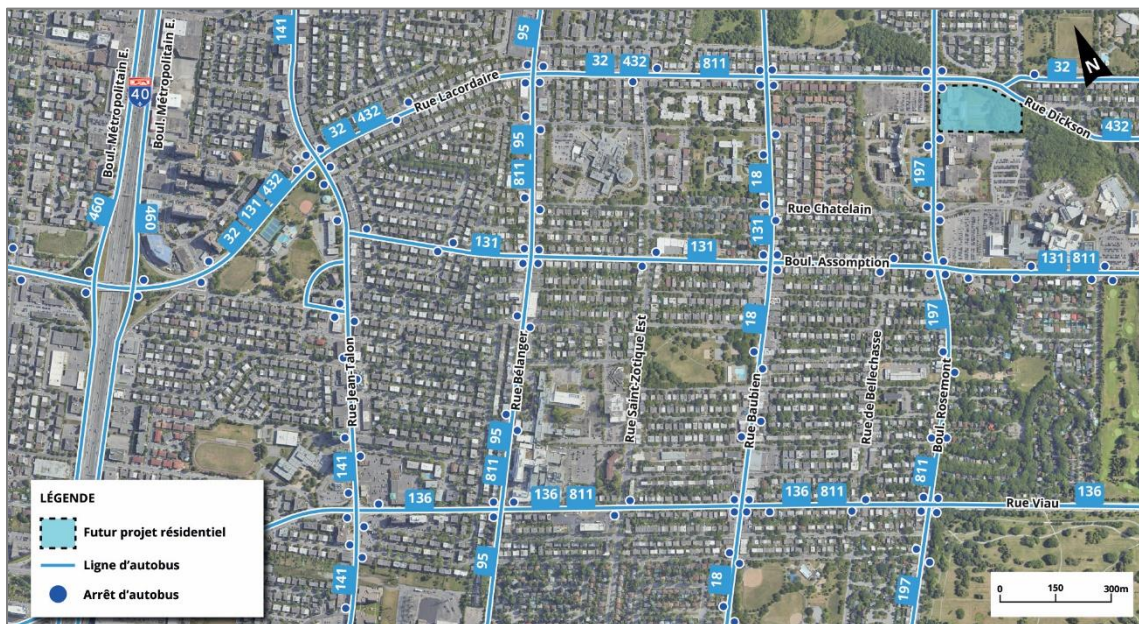 Boul. Métropolitain E.
40
Boul. Métropolitain E.
460
460
141
32 432
Rue Lacordaire
32 131 432
95
32 432
811
95
811
18
131
Rue Chatelain
197
32
Rue Dickson
432
N
131
131
Boul. Assomption
131 811
18
197
Rue Jean-Talon
Rue Bélanger
Rue Saint-Zotique Est
Rue Baubien
Rue de Bellechasse
Boul. Rosemont
141
95
811
811
136
136 811
136 811
Rue Viau
136
141
95
18
197
LÉGENDE
Futur projet résidentiel
Ligne d’autobus
Arrêt d’autobus
0 150 300m